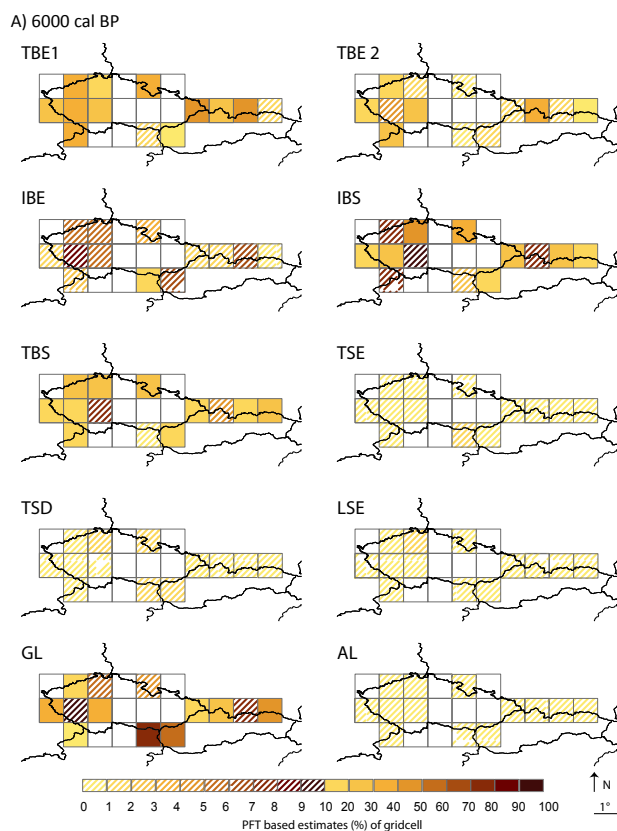 A) 6000 cal BP
TBE1 TBE 2
IBE IBS
TBS TSE
TSD LSE
GL AL
0 1 2 3 4 5 6 7 8 9 10 20 30 40 50 60 70 80 90 100
N
1°
PFT based estimates (%) of gridcell